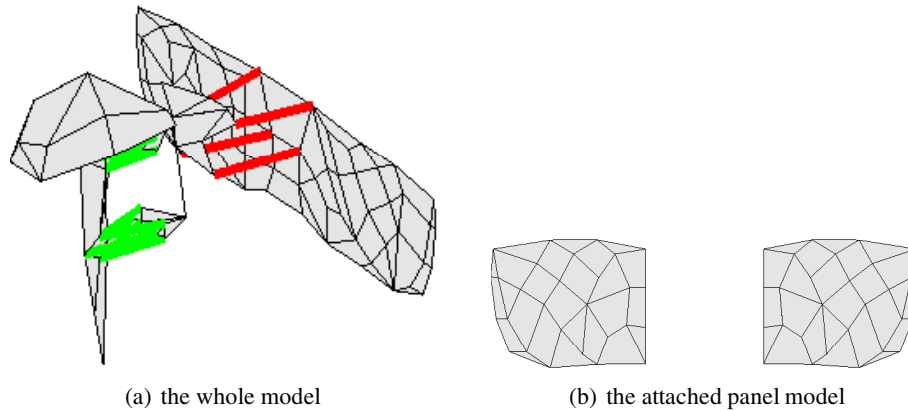 (a) the whole model
(b) the attached panel model